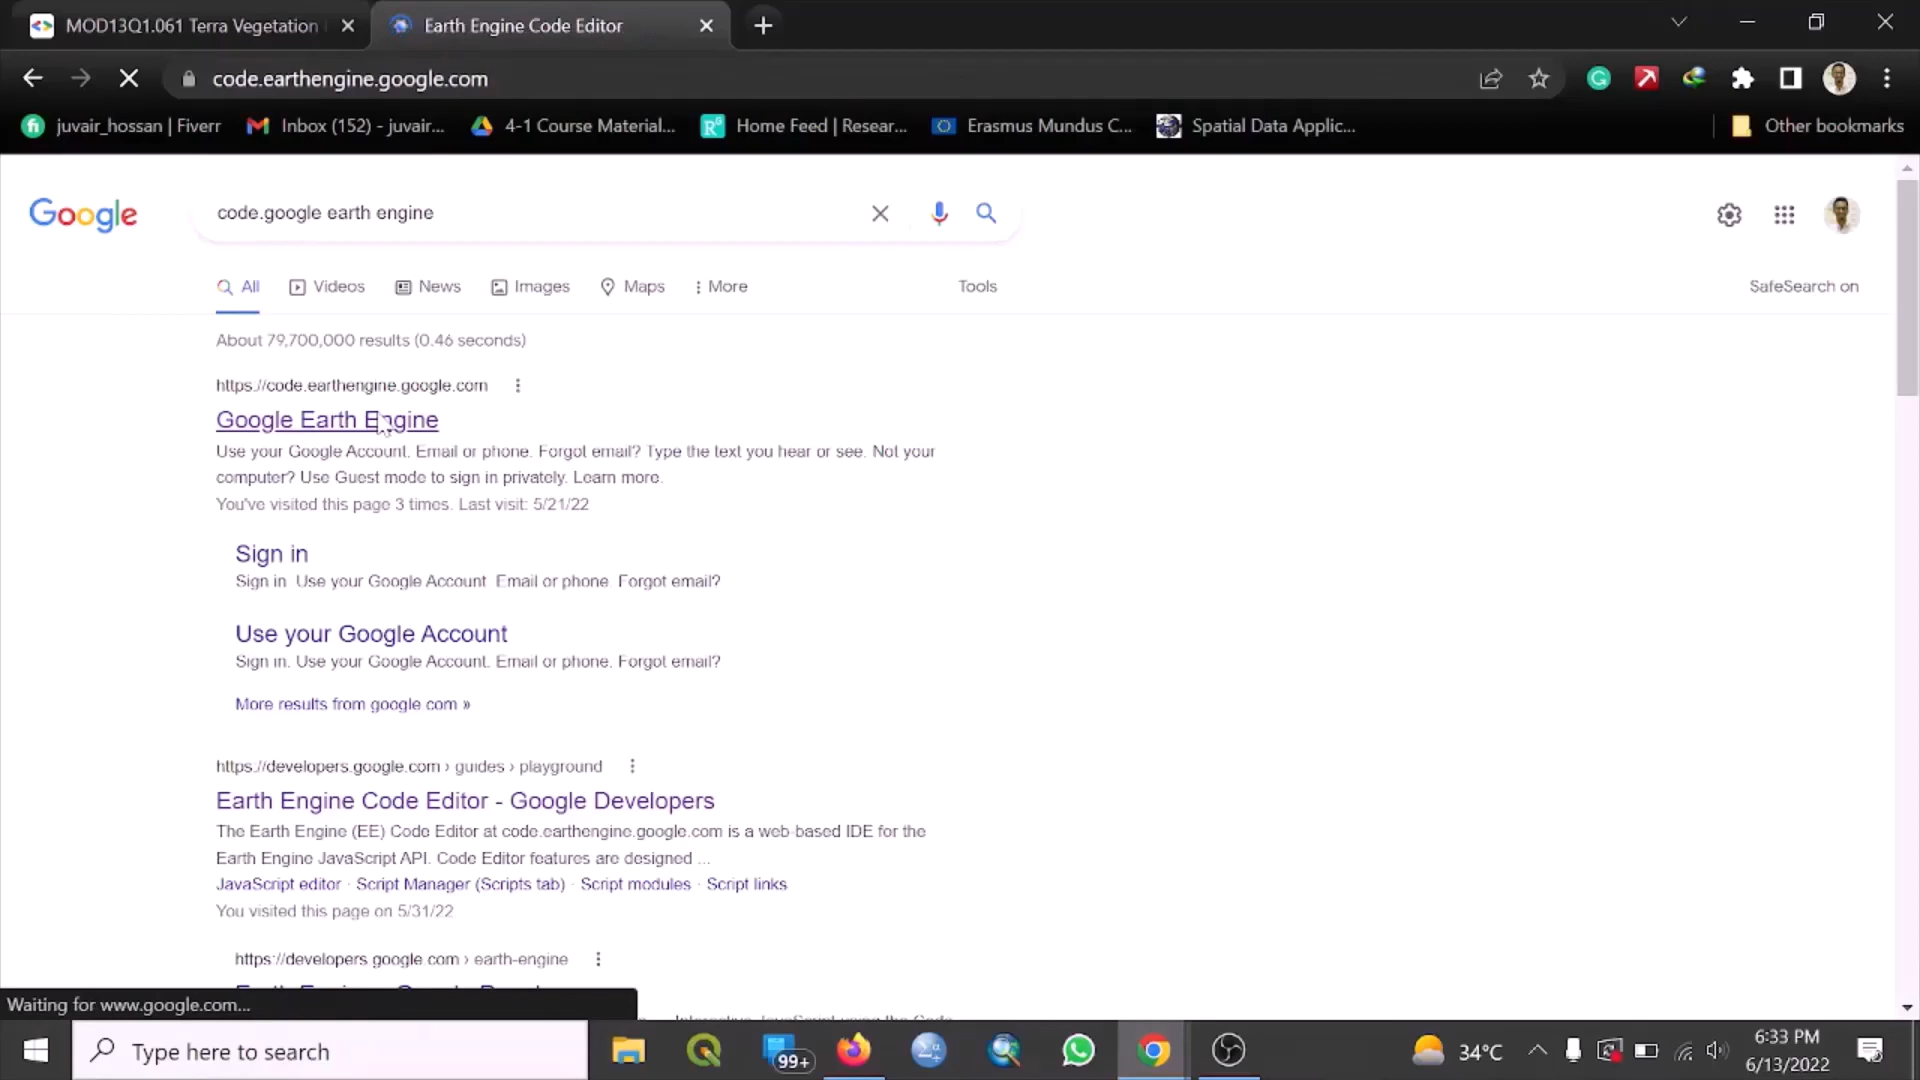 MOD13Q1.061 Terra Vegetation
Earth Engine Code Editor
code.earthengine.google.com
juvair_hossan | Fiverr
Inbox (152) - juvair...
4-1 Course Material...
Home Feed | Resear...
Erasmus Mundus C...
Spatial Data Applic...
Other bookmarks
Google
code.google earth engine
All
Videos
News
Images
Maps
More
Tools
SafeSearch on
About 79,700,000 results (0.46 seconds)
https://code.earthengine.google.com
Google Earth Engine
Use your Google Account. Email or phone. Forgot email? Type the text you hear or see. Not your
computer? Use Guest mode to sign in privately. Learn more.
You've visited this page 3 times. Last visit: 5/21/22
Sign in
Sign in Use your Google Account Email or phone. Forgot email?
Use your Google Account
Sign in. Use your Google Account. Email or phone. Forgot email?
More results from google com »
https://developers.google.com › guides › playground
Earth Engine Code Editor - Google Developers
The Earth Engine (EE) Code Editor at code.earthengine.google.com is a web-based IDE for the
Earth Engine JavaScript API. Code Editor features are designed ...
JavaScript editor · Script Manager (Scripts tab) · Script modules · Script links
You visited this page on 5/31/22
https://developers google com › earth-engine
Waiting for www.google.com...
Type here to search
99+
34°C
6:33 PM
6/13/2022